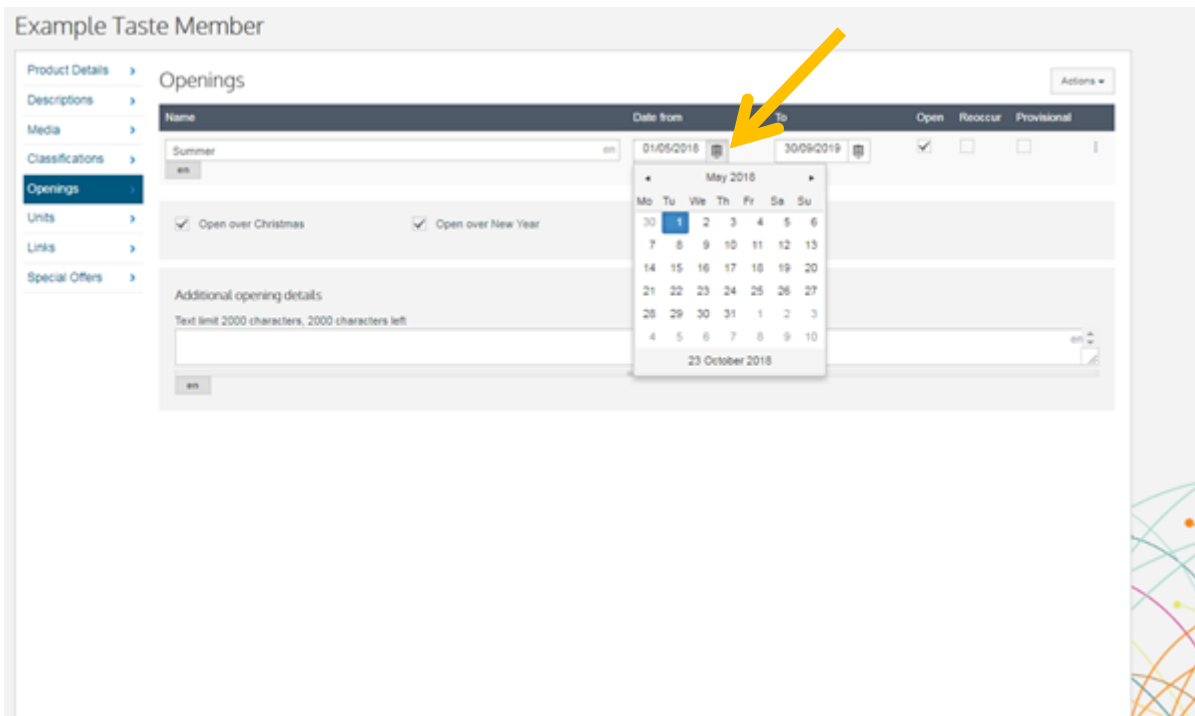 Example Taste Member
Product Details
Descriptions
Media
Classifications
Openings
Units
Links
Special Offers
Openings
Actions
Name Date from To Open Reoccur Provisional
Summer en 01/05/2018 30/09/2019
en
May 2018
Mo Tu We Th Fr Sa Su
30 1 2 3 4 5 6
7 8 9 10 11 12 13
14 15 16 17 18 19 20
21 22 23 24 25 26 27
28 29 30 31 1 2 3
4 5 6 7 8 9 10
23 October 2018
Open over Christmas Open over New Year
Additional opening details
Text limit 2000 characters, 2000 characters left
en
en